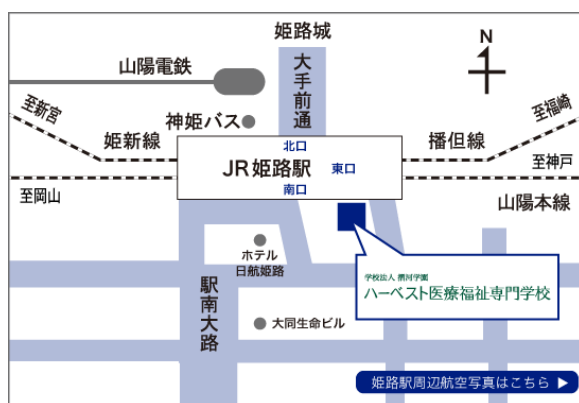 姫路城
N
山陽電鉄
大手前通
至新宮
至福崎
神姫バス
姫新線
北口
播但線
JR姫路駅
東口
至神戸
至岡山
南口
山陽本線
ホテル
日航姫路
学校法人 摺河学園
ハーベスト医療福祉専門学校
駅南大路
大同生命ビル
姫路駅周辺航空写真はこちら ▶